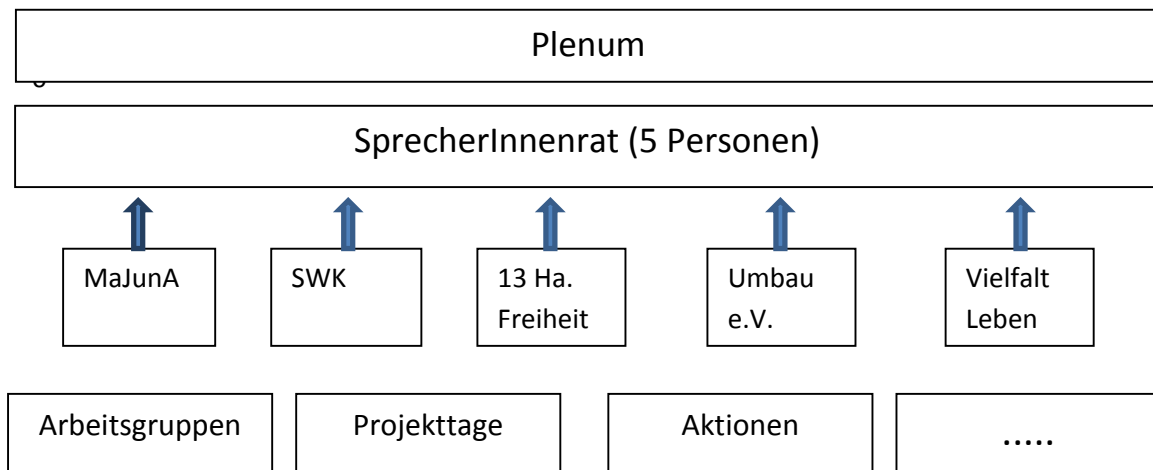 Plenum
SprecherInnenrat (5 Personen)
MaJunA
SWK
13 Ha.
Freiheit
Umbau
e.V.
Vielfalt
Leben
Arbeitsgruppen
Projekttage
Aktionen
.....